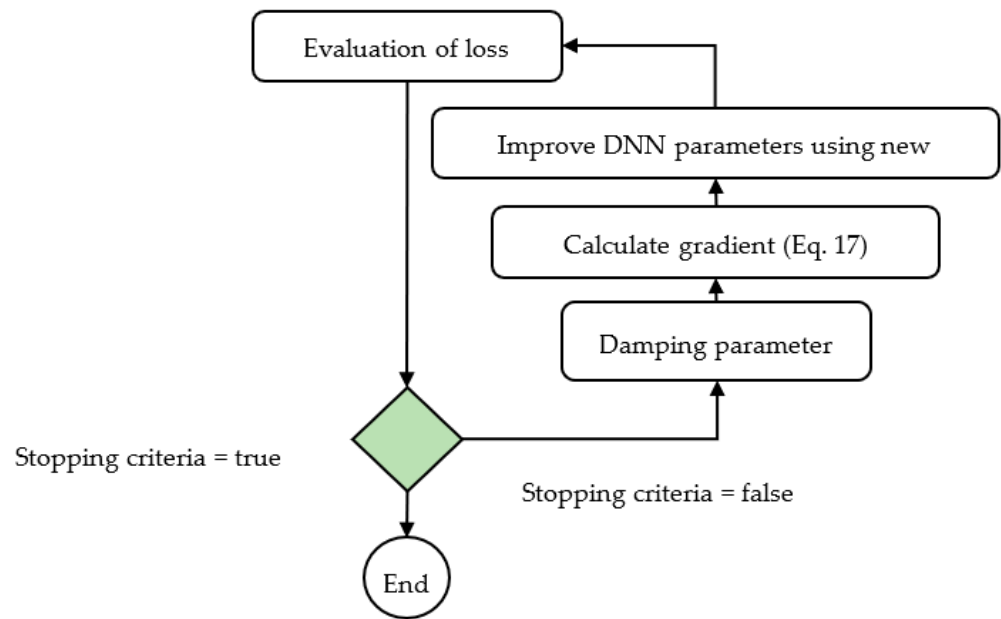 Evaluation of loss
Improve DNN parameters using new
Calculate gradient (Eq. 17)
Damping parameter
Stopping criteria = true
Stopping criteria = false
End